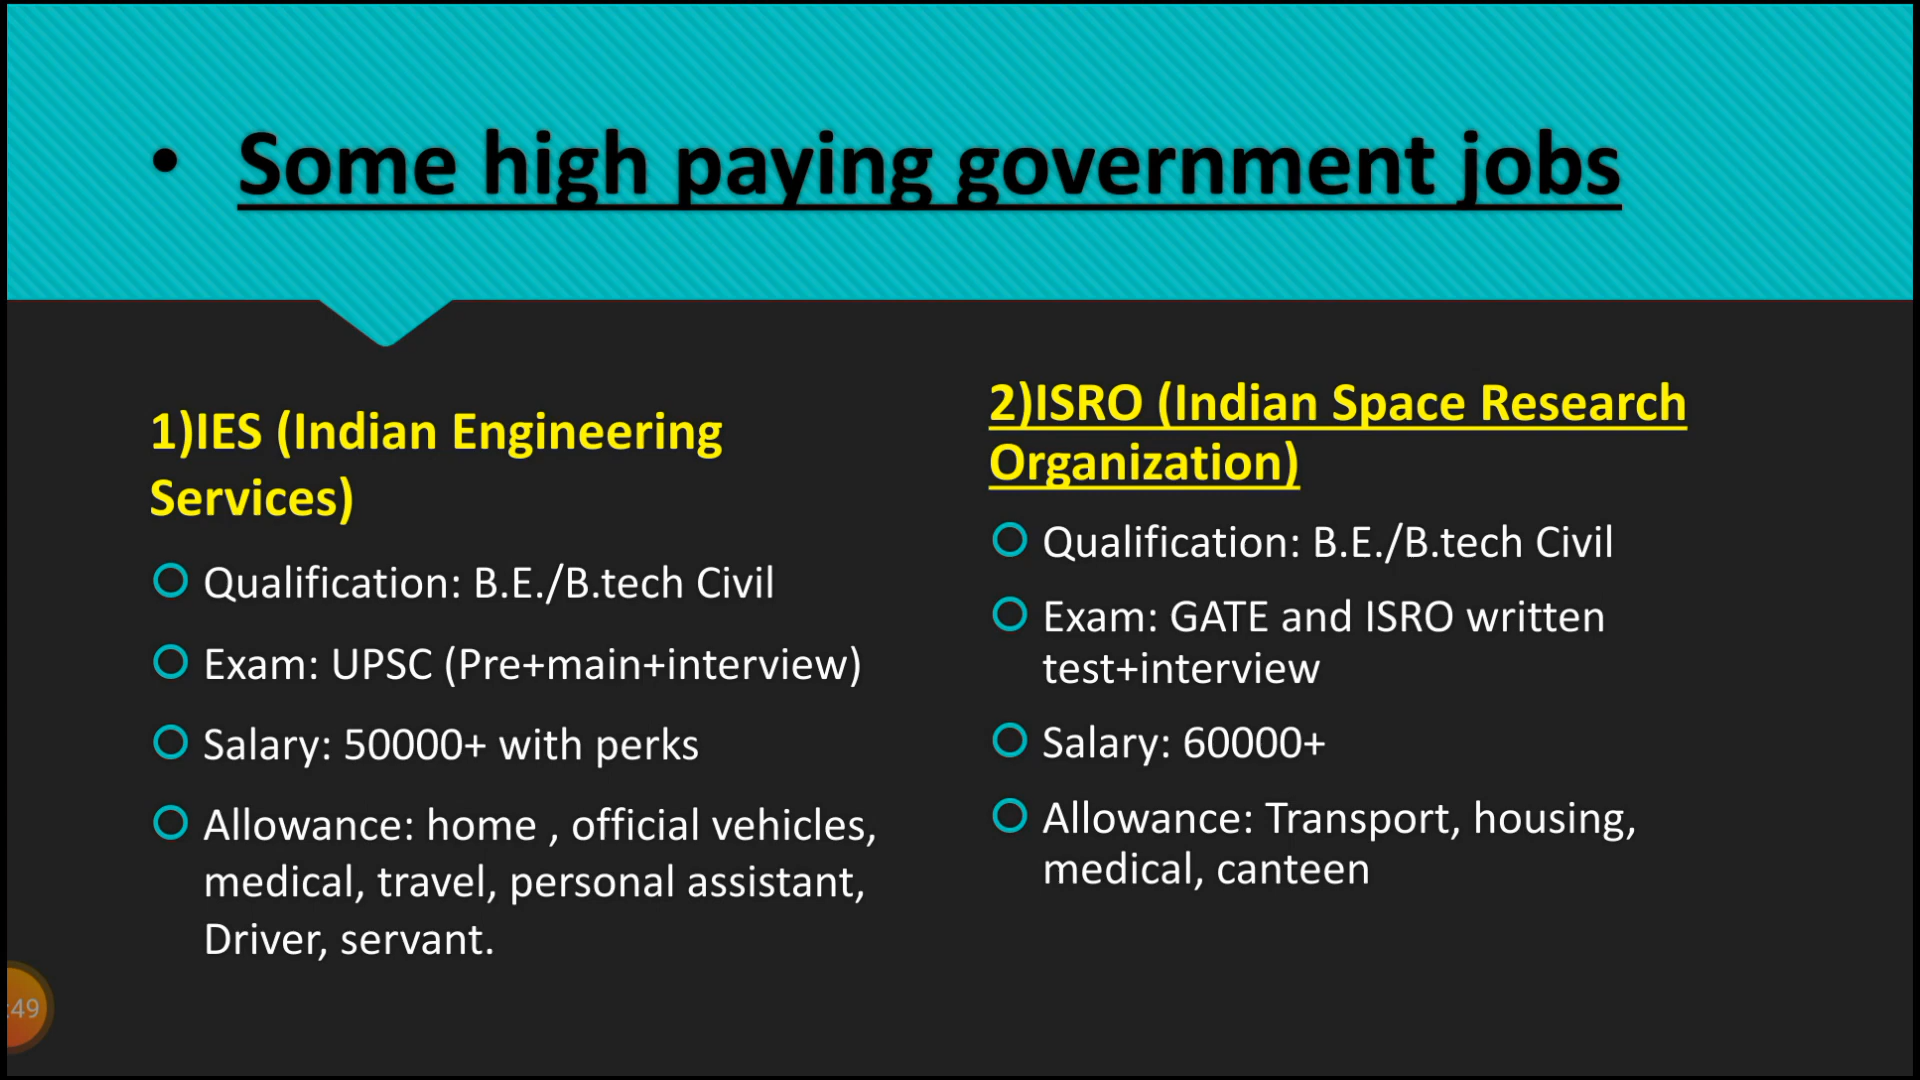 • Some high paying government jobs
1)IES (Indian Engineering
Services)
Qualification: B.E./B.tech Civil
Exam: UPSC (Pre+main+interview)
Salary: 50000+ with perks
Allowance: home , official vehicles,
medical, travel, personal assistant,
Driver, servant.
2)ISRO (Indian Space Research
Organization)
Qualification: B.E./B.tech Civil
Exam: GATE and ISRO written
test+interview
Salary: 60000+
Allowance: Transport, housing,
medical, canteen
:49